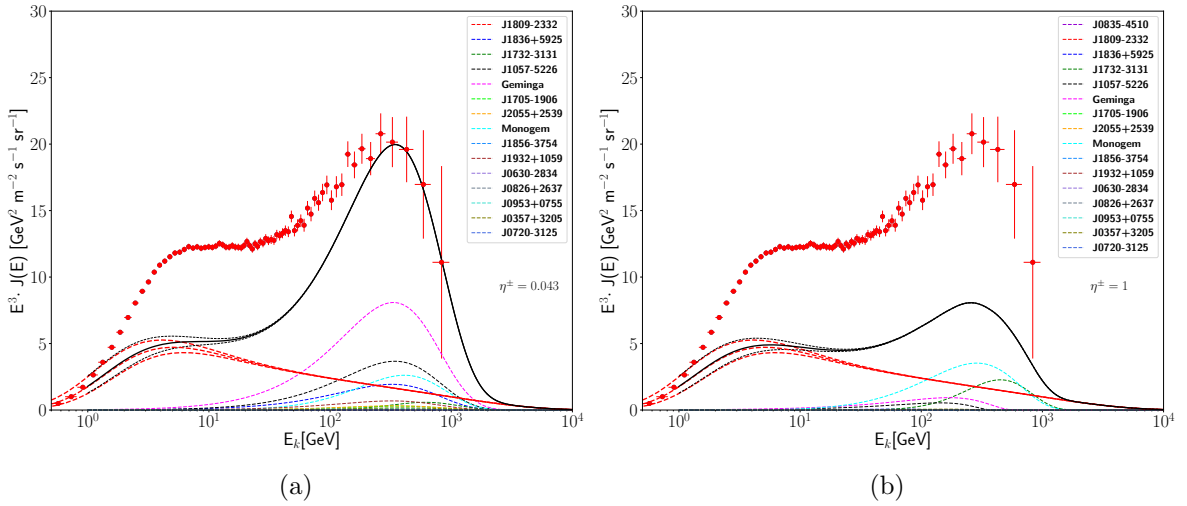 30
25
20
15
10
5
0
E³· J(E) [GeV² m⁻² s⁻¹ sr⁻¹]
10⁰
10¹
10²
10³
10⁴
E_k[GeV]
J1809-2332
J1836+5925
J1732-3131
J1057-5226
Geminga
J1705-1906
J2055+2539
Monogem
J1856-3754
J1932+1059
J0630-2834
J0826+2637
J0953+0755
J0357+3205
J0720-3125
η± = 0.043
(a)
30
25
20
15
10
5
0
E³· J(E) [GeV² m⁻² s⁻¹ sr⁻¹]
10⁰
10¹
10²
10³
10⁴
E_k[GeV]
J0835-4510
J1809-2332
J1836+5925
J1732-3131
J1057-5226
Geminga
J1705-1906
J2055+2539
Monogem
J1856-3754
J1932+1059
J0630-2834
J0826+2637
J0953+0755
J0357+3205
J0720-3125
η± = 1
(b)